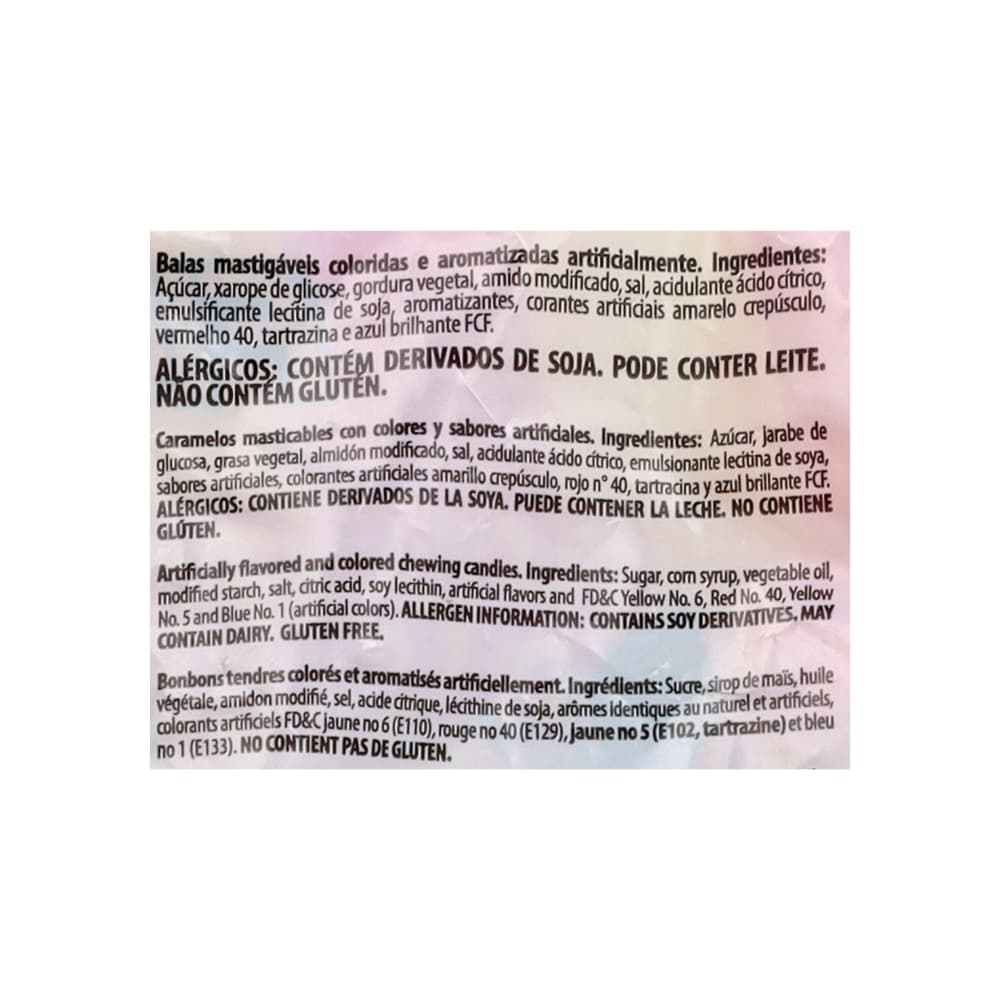 Balas mastigáveis coloridas e aromatizadas artificialmente. Ingredientes:
Açúcar, xarope de glicose, gordura vegetal, amido modificado, sal, acidulante ácido cítrico,
emulsificante lecitina de soja, aromatizantes, corantes artificiais amarelo crepúsculo,
vermelho 40, tartrazina e azul brilhante FCF.
ALÉRGICOS: CONTÉM DERIVADOS DE SOJA. PODE CONTER LEITE.
NÃO CONTÉM GLUTÉN.
Caramelos masticables con colores y sabores artificiales. Ingredientes: Azúcar, jarabe de
glucosa, grasa vegetal, almidón modificado, sal, acidulante ácido cítrico, emulsionante lecitina de soya,
sabores artificiales, colorantes artificiales amarillo crepúsculo, rojo n° 40, tartracina y azul brillante FCF.
ALÉRGICOS: CONTIENE DERIVADOS DE LA SOYA. PUEDE CONTENER LA LECHE. NO CONTIENE
GLÚTEN.
Artificially flavored and colored chewing candies. Ingredients: Sugar, corn syrup, vegetable oil,
modified starch, salt, citric acid, soy lecithin, artificial flavors and FD&C Yellow No. 6, Red No. 40, Yellow
No. 5 and Blue No. 1 (artificial colors). ALLERGEN INFORMATION: CONTAINS SOY DERIVATIVES. MAY
CONTAIN DAIRY. GLUTEN FREE.
Bonbons tendres colorés et aromatisés artificiellement. Ingrédients: Sucre, sirop de maïs, huile
végétale, amidon modifié, sel, acide citrique, lécithine de soja, arômes identiques au naturel et artificiels,
colorants artificiels FD&C jaune no 6 (E110), rouge no 40 (E129), Jaune no 5 (E102, tartrazine) et bleu
no 1 (E133). NO CONTIENT PAS DE GLUTEN.